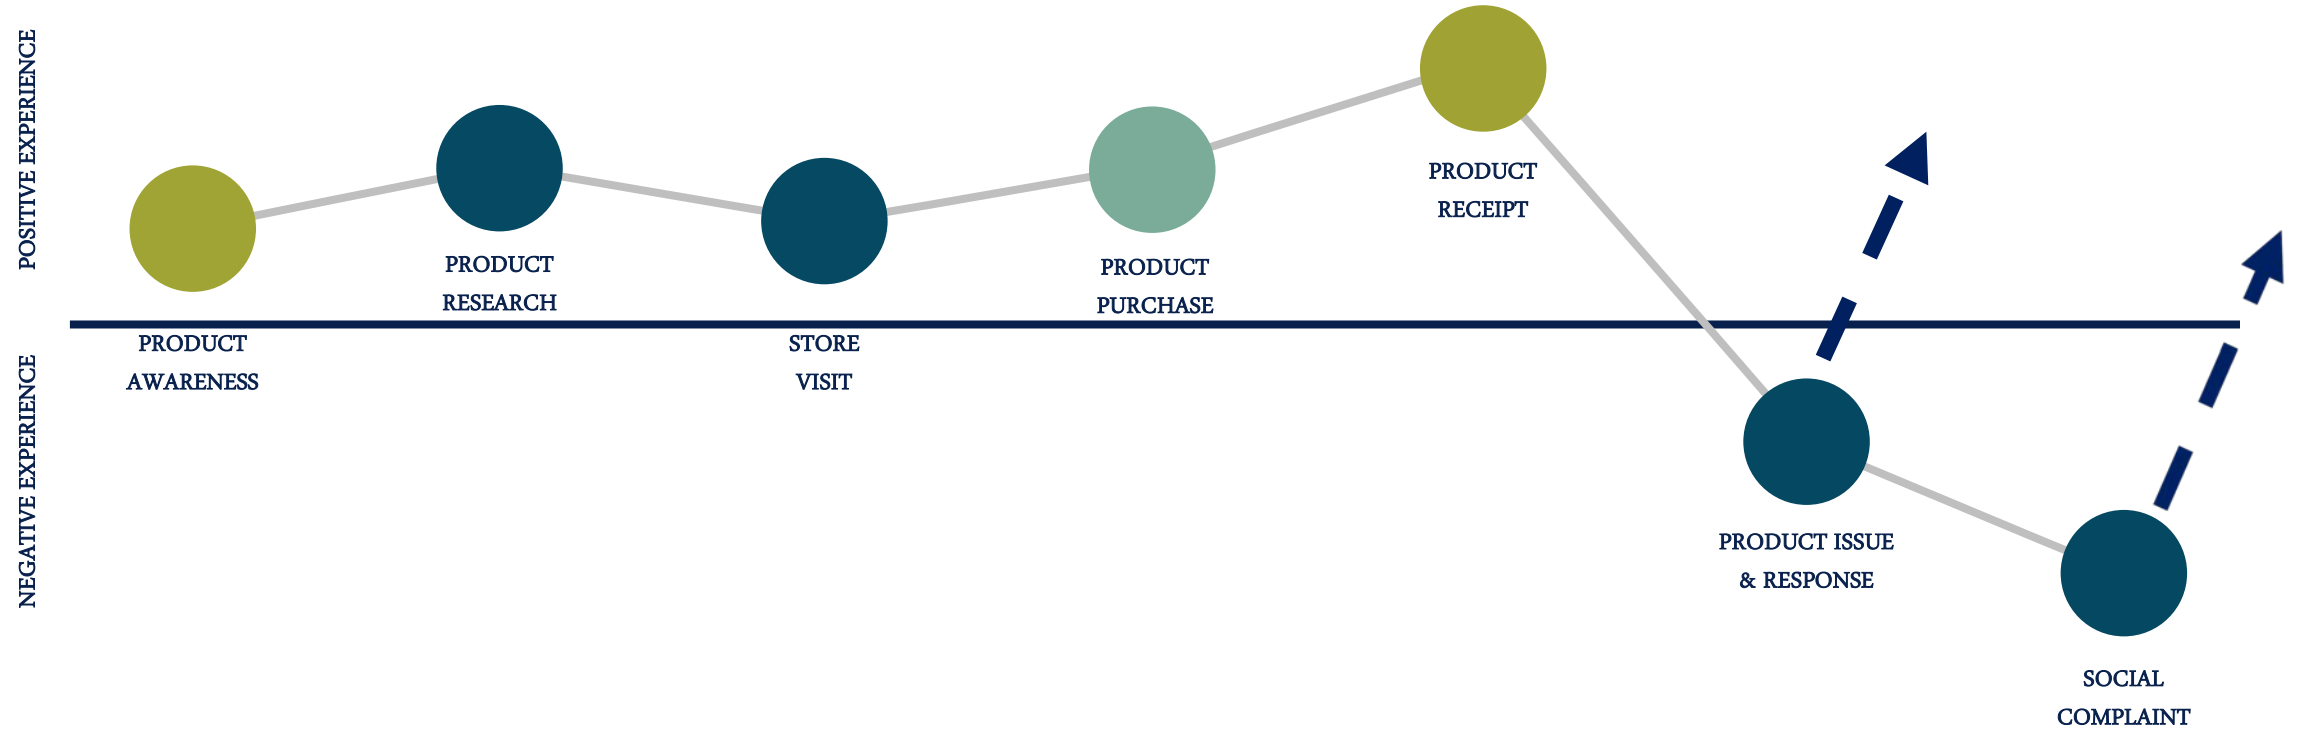 POSITIVE EXPERIENCE
NEGATIVE EXPERIENCE
PRODUCT
AWARENESS
PRODUCT
RESEARCH
STORE
VISIT
PRODUCT
PURCHASE
PRODUCT
RECEIPT
PRODUCT ISSUE
& RESPONSE
SOCIAL
COMPLAINT